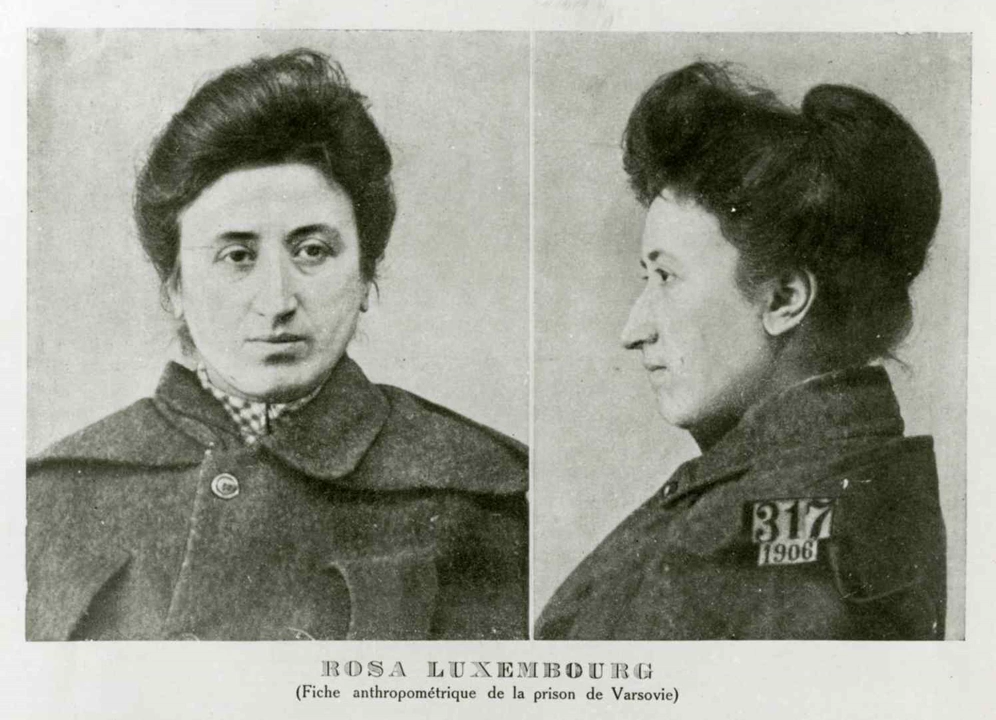 317
1906
ROSA LUXEMBOURG
(Fiche anthropométrique de la prison de Varsovie)